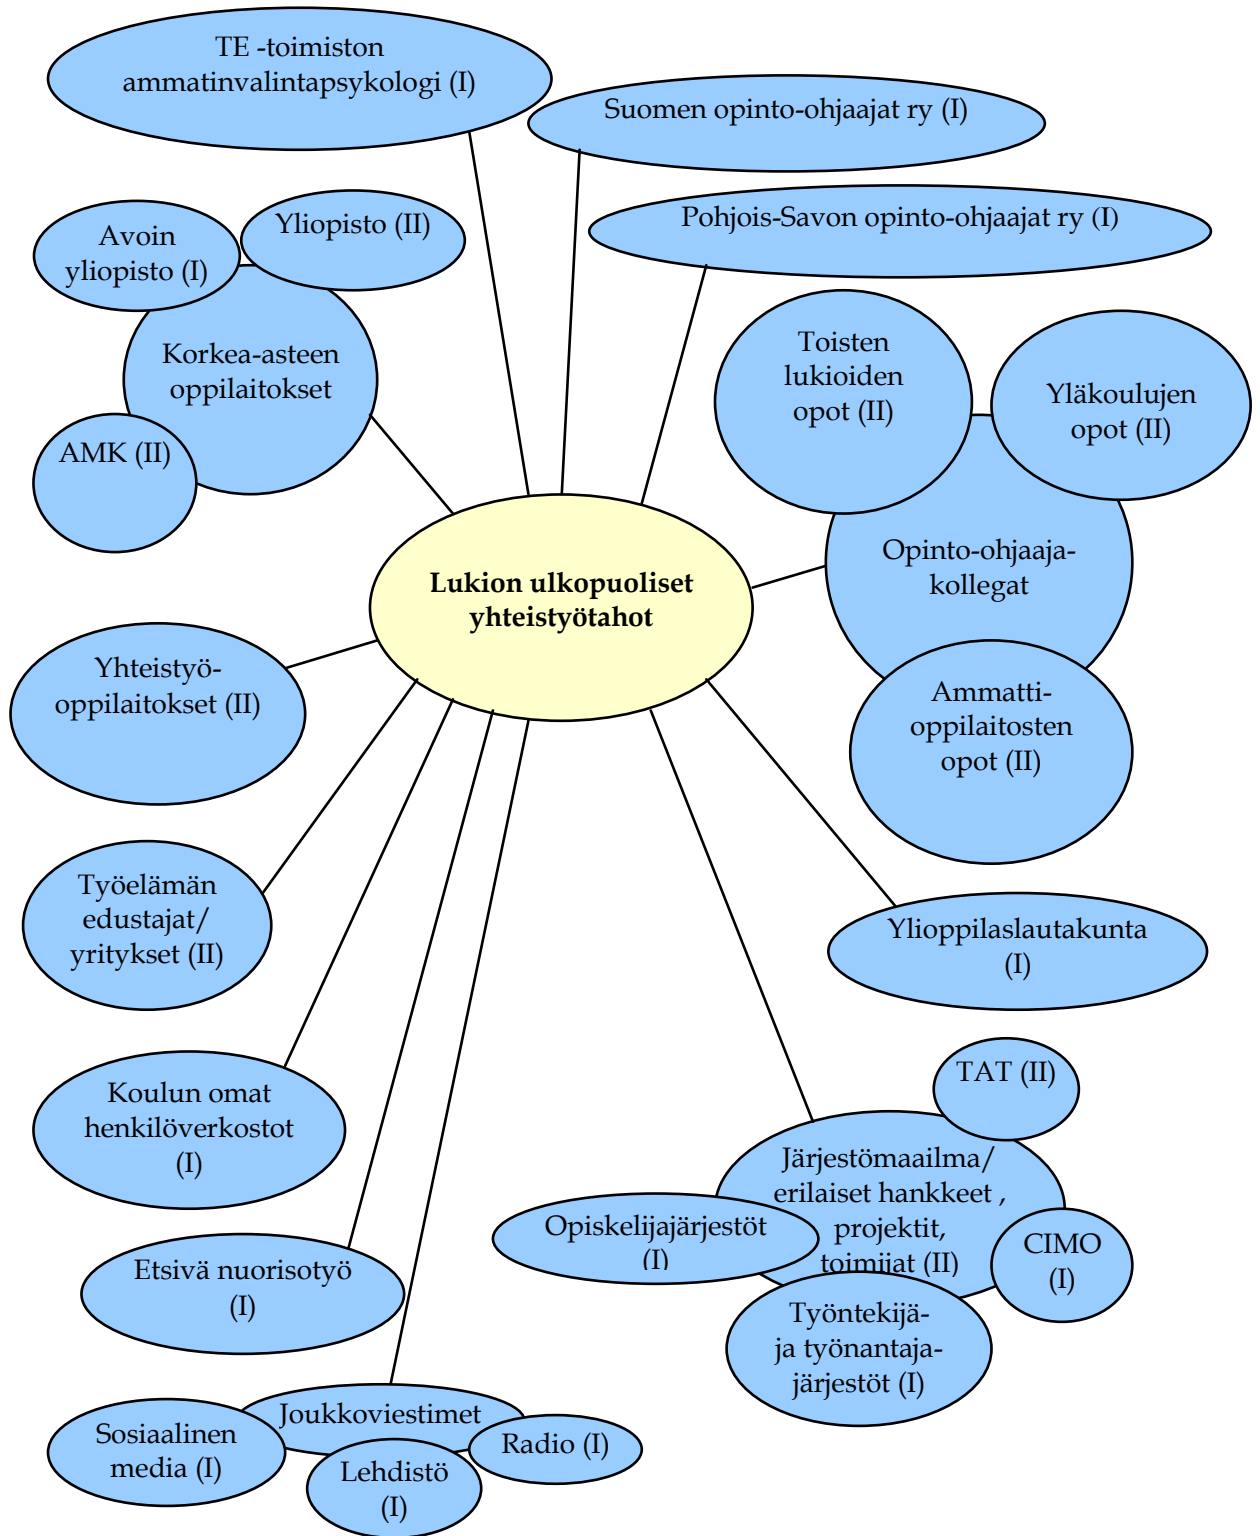 TE -toimiston
ammatinvalintapsykologi (I)
Suomen opinto-ohjaajat ry (I)
Pohjois-Savon opinto-ohjaajat ry (I)
Avoin
yliopisto (I)
Yliopisto (II)
Korkea-asteen
oppilaitokset
AMK (II)
Toisten
lukioiden
opot (II)
Yläkoulujen
opot (II)
Opinto-ohjaaja-
kollegat
Ammatti-
oppilaitosten
opot (II)
Lukion ulkopuoliset
yhteistyötahot
Yhteistyö-
oppilaitokset (II)
Työelämän
edustajat/
yritykset (II)
Ylioppilaslautakunta
(I)
Koulun omat
henkilöverkostot
(I)
TAT (II)
Järjestömaailma/
erilaiset hankkeet ,
projektit,
toimijat (II)
Opiskelijajärjestöt
(I)
CIMO
(I)
Työntekijä-
ja työnantaja-
järjestöt (I)
Etsivä nuorisotyö
(I)
Joukkoviestimet
Sosiaalinen
media (I)
Lehdistö
(I)
Radio (I)